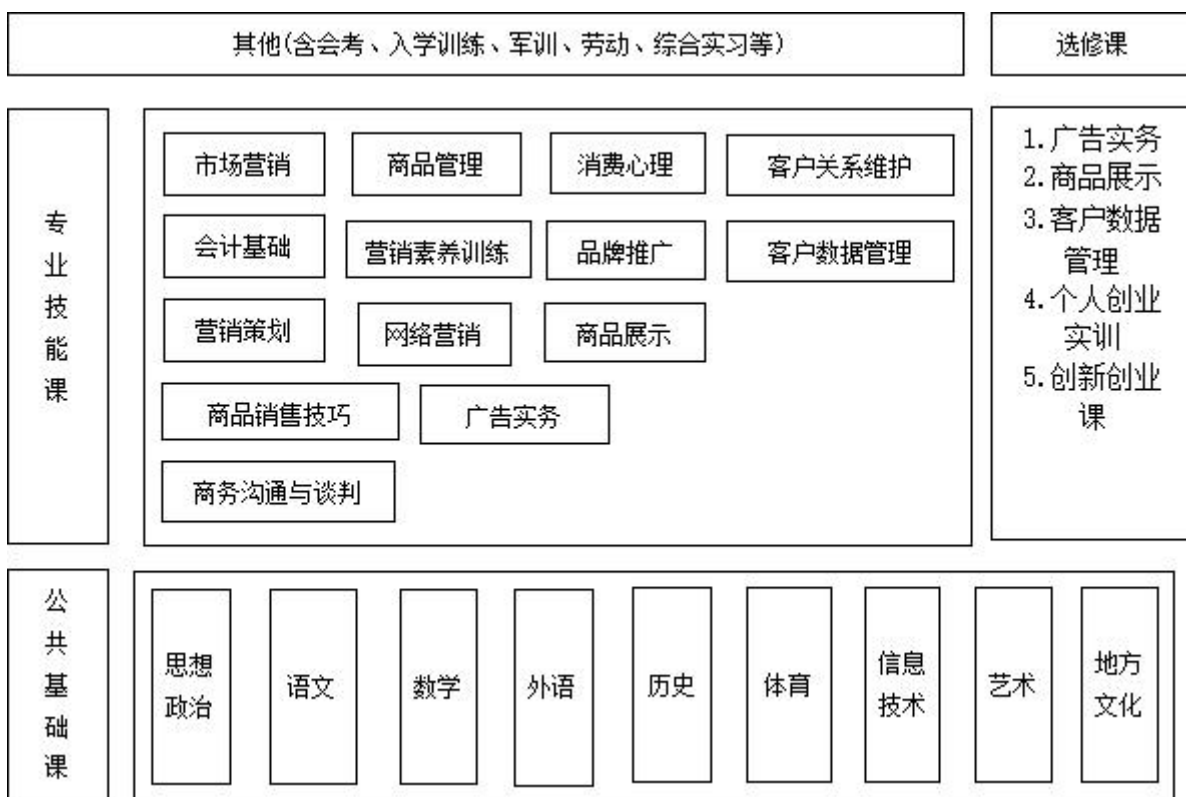 其他(含会考、入学训练、军训、劳动、综合实习等)
选修课
专业技能课
市场营销
商品管理
消费心理
客户关系维护
会计基础
营销素养训练
品牌推广
客户数据管理
营销策划
网络营销
商品展示
商品销售技巧
广告实务
商务沟通与谈判
1.广告实务
2.商品展示
3.客户数据
管理
4.个人创业
实训
5.创新创业
课
公共基础课
思想
政治
语文
数学
外语
历史
体育
信息
技术
艺术
地方
文化